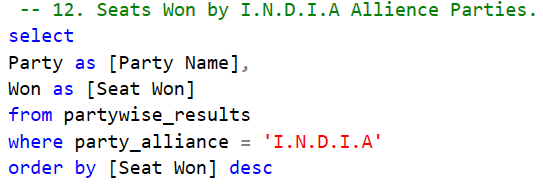 -- 12. Seats Won by I.N.D.I.A Allience Parties.
select
Party as [Party Name],
Won as [Seat Won]
from partywise_results
where party_alliance = 'I.N.D.I.A'
order by [Seat Won] desc